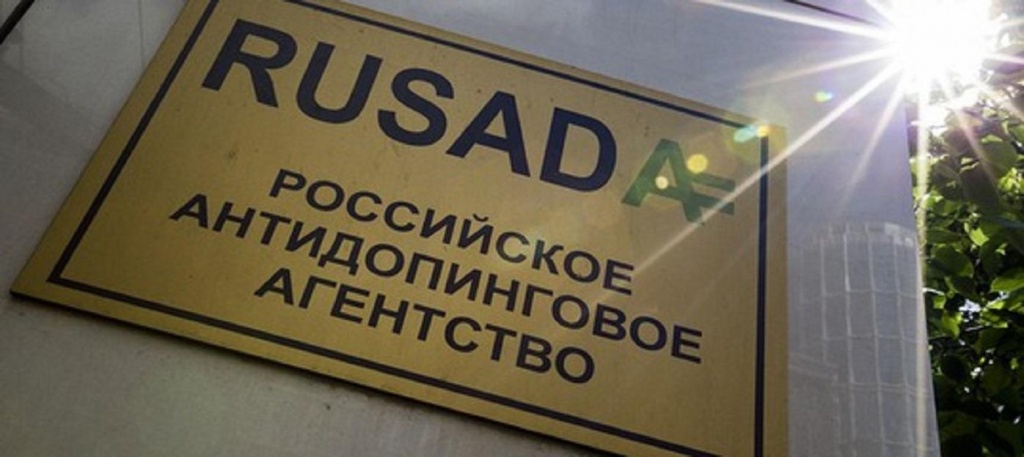 RUSADA
РОССИЙСКОЕ
АНТИДОПИНГОВОЕ
АГЕНТСТВО